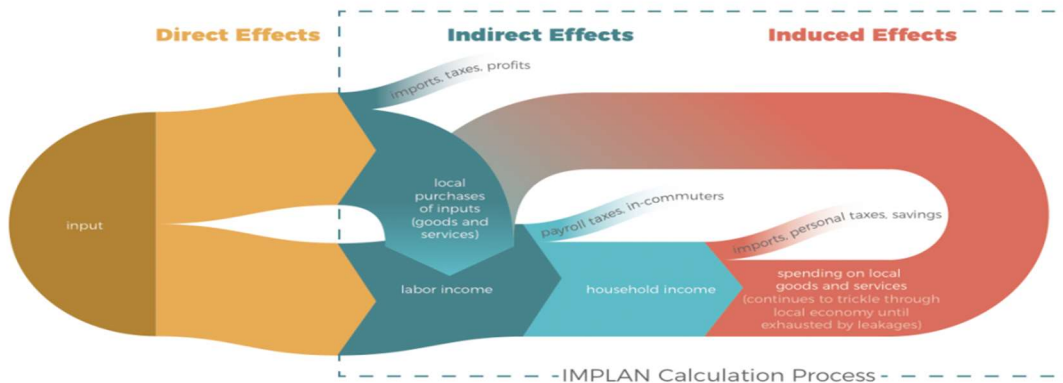 Direct Effects
Indirect Effects
Induced Effects
imports, taxes, profits
input
local
purchases
of inputs
(goods and
services)
payroll taxes, in-commuters
imports, personal taxes, savings
labor income
household income
spending on local
goods and services
(continues to trickle through
local economy until
exhausted by leakages)
IMPLAN Calculation Process